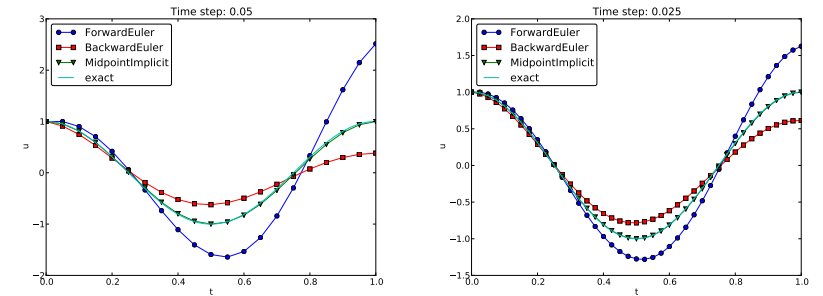 Time step: 0.05
3
2
1
0
−1
−2
u
ForwardEuler
BackwardEuler
MidpointImplicit
exact
0.0
0.2
0.4
0.6
0.8
1.0
t
Time step: 0.025
2.0
1.5
1.0
0.5
0.0
−0.5
−1.0
−1.5
u
ForwardEuler
BackwardEuler
MidpointImplicit
exact
0.0
0.2
0.4
0.6
0.8
1.0
t